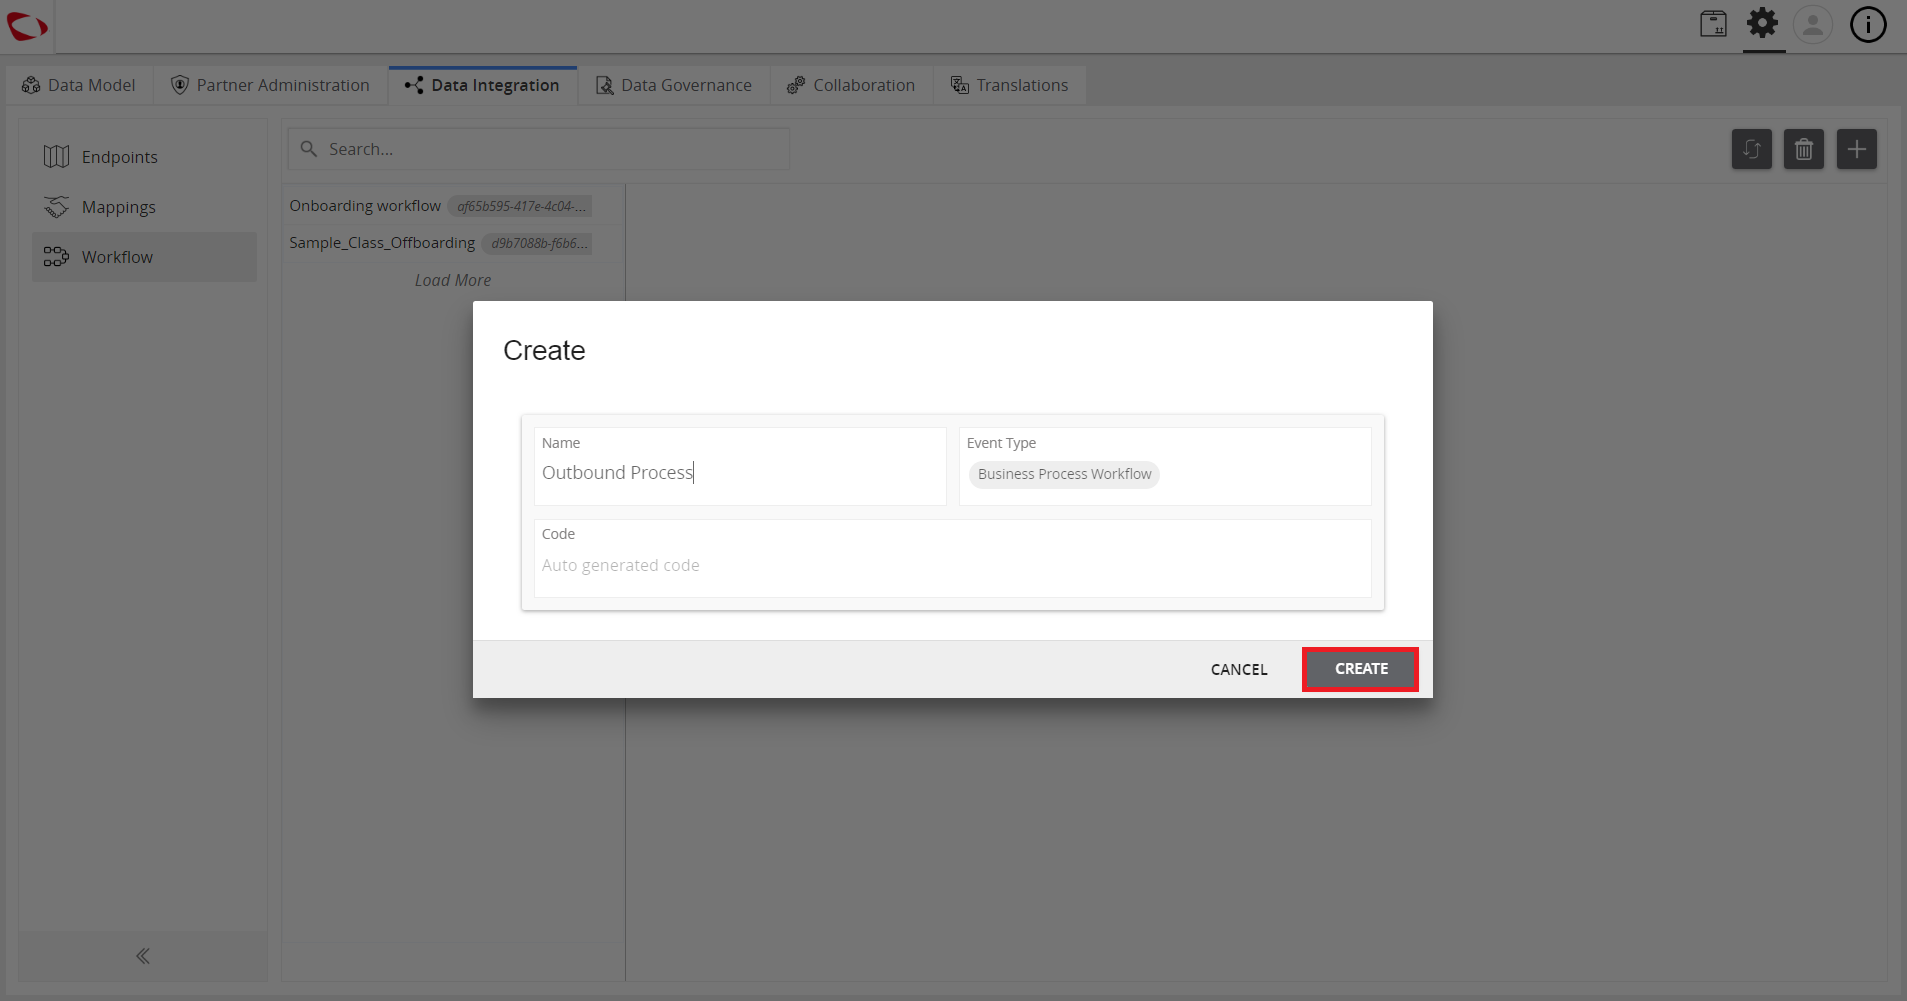 Data Model
Partner Administration
Data Integration
Data Governance
Collaboration
Translations
Endpoints
Mappings
Workflow
Search...
Onboarding workflow af65b595-417e-4c04-...
Sample_Class_Offboarding d9b7088b-f6b6...
Load More
Create
Name
Outbound Process
Event Type
Business Process Workflow
Code
Auto generated code
CANCEL
CREATE